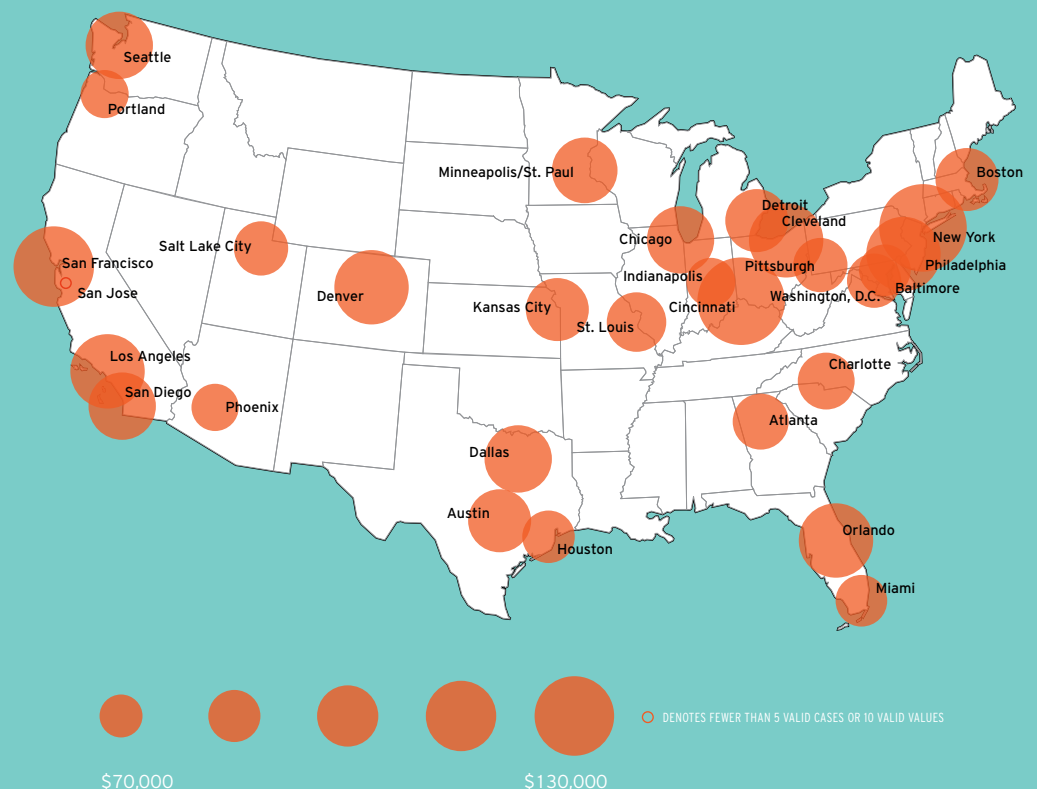 Seattle
Portland
Minneapolis/St. Paul
Boston
Detroit
Cleveland
Chicago
New York
Salt Lake City
San Francisco
Pittsburgh
Philadelphia
Indianapolis
San Jose
Denver
Washington, D.C.
Baltimore
Kansas City
Cincinnati
St. Louis
Los Angeles
Charlotte
San Diego
Phoenix
Atlanta
Dallas
Austin
Orlando
Houston
Miami
DENOTES FEWER THAN 5 VALID CASES OR 10 VALID VALUES
$70,000
$130,000